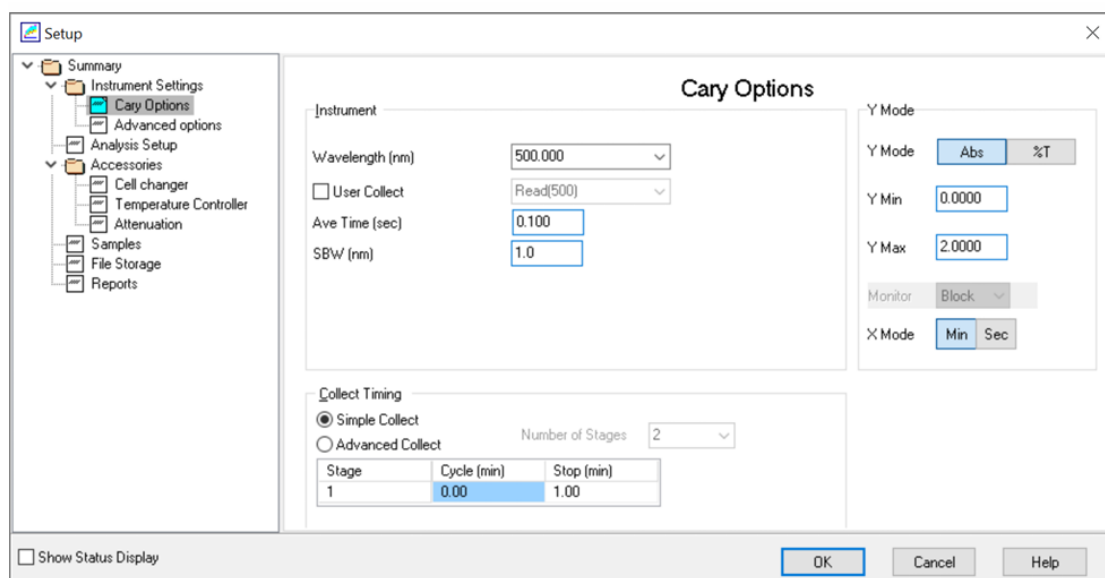 Setup
Summary
Instrument Settings
Cary Options
Advanced options
Analysis Setup
Accessories
Cell changer
Temperature Controller
Attenuation
Samples
File Storage
Reports
Cary Options
Instrument
Wavelength (nm) 500.000
User Collect Read(500)
Ave Time (sec) 0.100
SBW (nm) 1.0
Y Mode
Y Mode Abs %T
Y Min 0.0000
Y Max 2.0000
Monitor Block
X Mode Min Sec
Collect Timing
Simple Collect
Advanced Collect
Number of Stages 2
Stage Cycle (min) Stop (min)
1 0.00 1.00
Show Status Display
OK Cancel Help